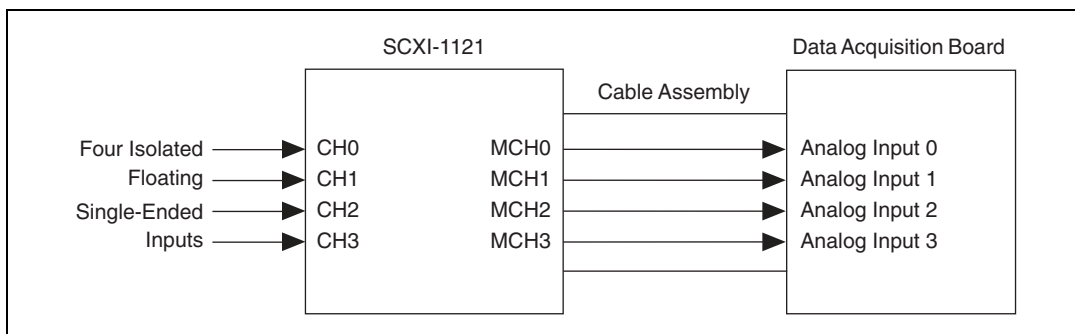 SCXI-1121
Data Acquisition Board
Cable Assembly
Four Isolated
Floating
Single-Ended
Inputs
CH0
CH1
CH2
CH3
MCH0
MCH1
MCH2
MCH3
Analog Input 0
Analog Input 1
Analog Input 2
Analog Input 3